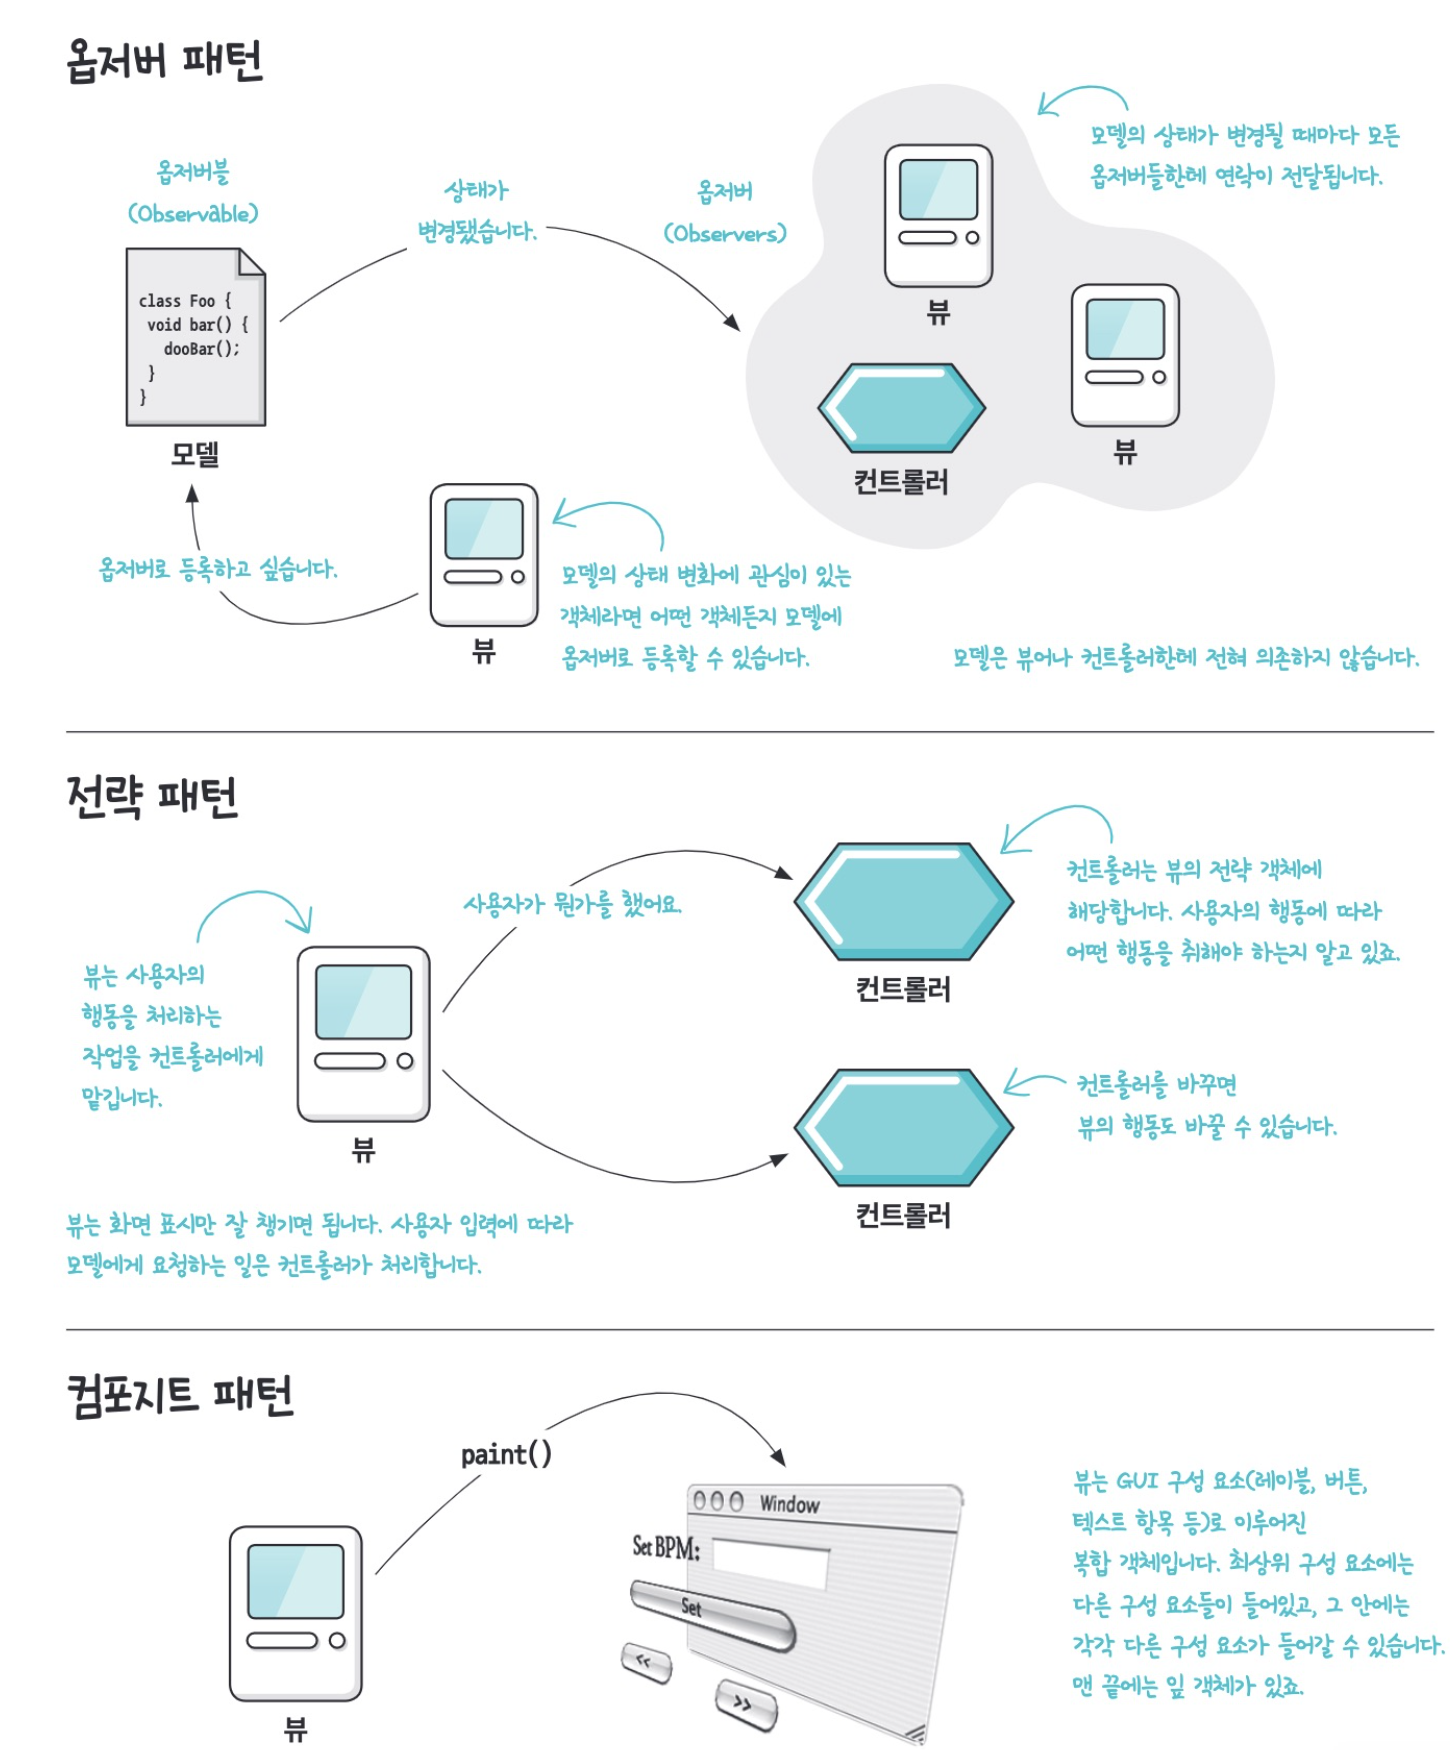 옵저버 패턴
옵저버블
(Observable)
class Foo {
void bar() {
dooBar();
}
}
모델
상태가
변경됐습니다.
옵저버
(Observers)
뷰
뷰
컨트롤러
모델의 상태가 변경될 때마다 모든
옵저버들한테 연락이 전달됩니다.
옵저버로 등록하고 싶습니다.
뷰
모델의 상태 변화에 관심이 있는
객체라면 어떤 객체든지 모델에
옵저버로 등록할 수 있습니다.
모델은 뷰어나 컨트롤러한테 전혀 의존하지 않습니다.
전략 패턴
뷰는 사용자의
행동을 처리하는
작업을 컨트롤러에게
맡깁니다.
뷰
사용자가 뭔가를 했어요.
컨트롤러
컨트롤러는 뷰의 전략 객체에
해당합니다. 사용자의 행동에 따라
어떤 행동을 취해야 하는지 알고 있죠.
컨트롤러
컨트롤러를 바꾸면
뷰의 행동도 바꿀 수 있습니다.
뷰는 화면 표시만 잘 챙기면 됩니다. 사용자 입력에 따라
모델에게 요청하는 일은 컨트롤러가 처리합니다.
컴포지트 패턴
paint()
뷰
Window
Set BPM:
Set
<<
>>
뷰는 GUI 구성 요소(레이블, 버튼,
텍스트 항목 등)로 이루어진
복합 객체입니다. 최상위 구성 요소에는
다른 구성 요소들이 들어있고, 그 안에는
각각 다른 구성 요소가 들어갈 수 있습니다.
맨 끝에는 잎 객체가 있죠.